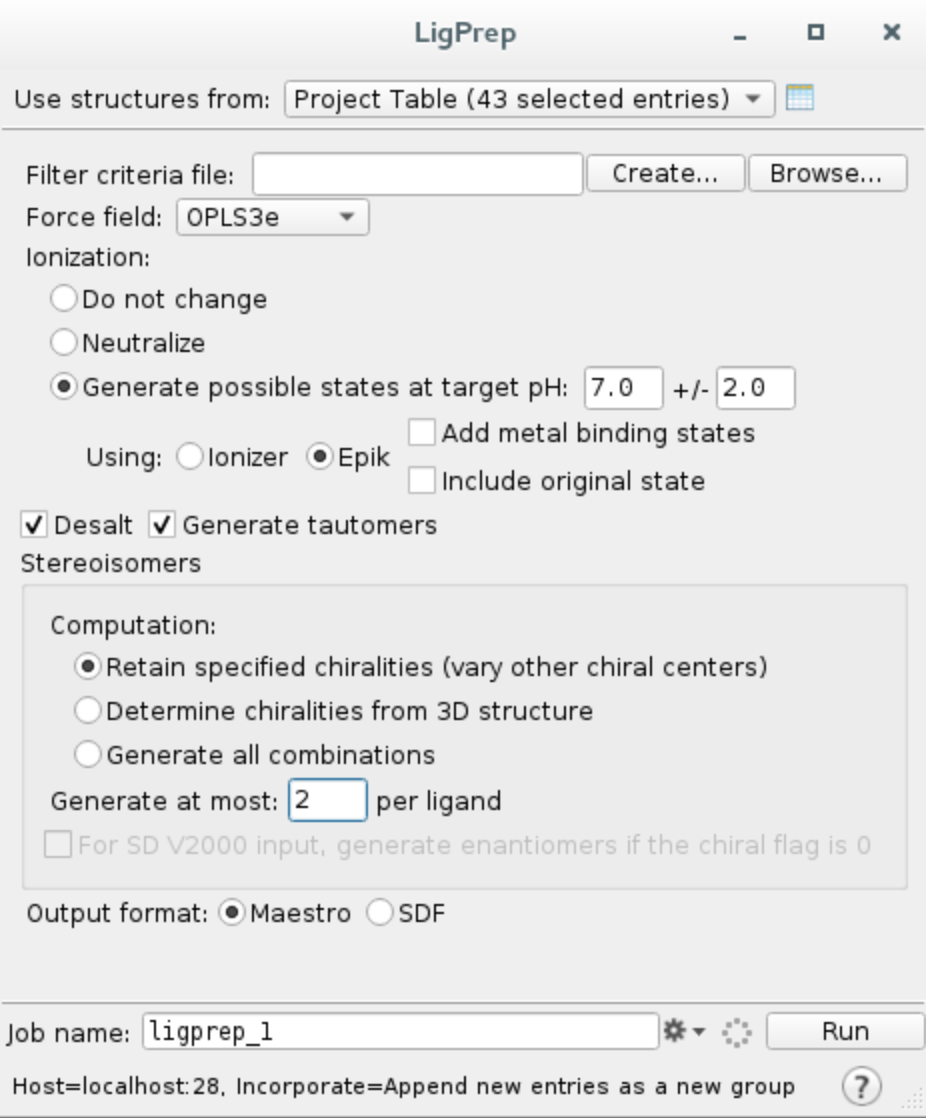 LigPrep
Use structures from: Project Table (43 selected entries)
Filter criteria file: Create... Browse...
Force field: OPLS3e
Ionization:
Do not change
Neutralize
Generate possible states at target pH: 7.0 +/- 2.0
Add metal binding states
Using: Ionizer Epik
Include original state
Desalt Generate tautomers
Stereoisomers
Computation:
Retain specified chiralities (vary other chiral centers)
Determine chiralities from 3D structure
Generate all combinations
Generate at most: 2 per ligand
For SD V2000 input, generate enantiomers if the chiral flag is 0
Output format: Maestro SDF
Job name: ligprep_1 Run
Host=localhost:28, Incorporate=Append new entries as a new group ?